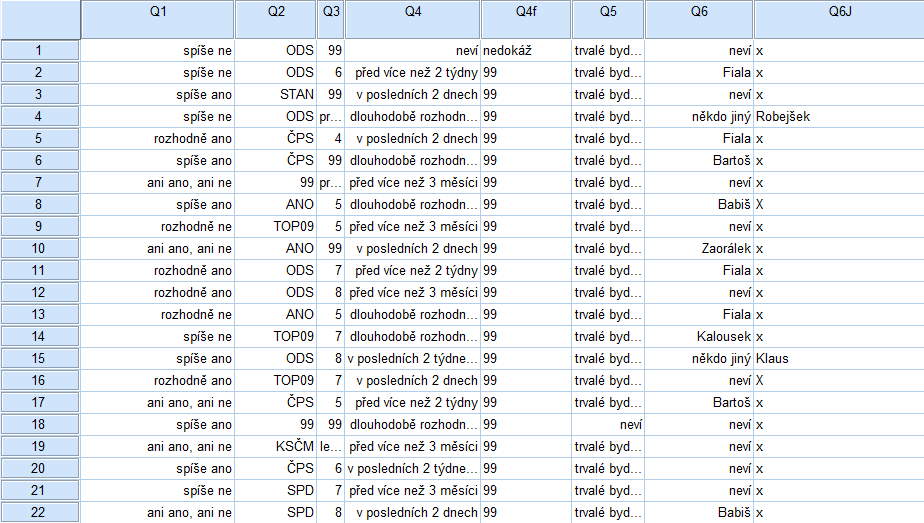 Q1 Q2 Q3 Q4 Q4f Q5 Q6 Q6J
1 spíše ne ODS 99 neví nedokáž trvalé byd... neví x
2 spíše ne ODS 6 před více než 2 týdny 99 trvalé byd... Fiala x
3 spíše ano STAN 99 v posledních 2 dnech 99 trvalé byd... neví x
4 spíše ne ODS pr... dlouhodobě rozhodn... 99 trvalé byd... někdo jiný Robejšek
5 rozhodně ano ČPS 4 v posledních 2 dnech 99 trvalé byd... Fiala x
6 spíše ano ČPS 99 dlouhodobě rozhodn... 99 trvalé byd... Bartoš x
7 ani ano, ani ne 99 pr... před více než 3 měsíci 99 trvalé byd... neví x
8 spíše ano ANO 5 dlouhodobě rozhodn... 99 trvalé byd... Babiš X
9 rozhodně ne TOP09 5 před více než 3 měsíci 99 trvalé byd... neví x
10 ani ano, ani ne ANO 99 v posledních 2 dnech 99 trvalé byd... Zaorálek x
11 rozhodně ano ODS 7 před více než 2 týdny 99 trvalé byd... Fiala x
12 rozhodně ano ODS 8 před více než 3 měsíci 99 trvalé byd... neví x
13 rozhodně ne ANO 5 dlouhodobě rozhodn... 99 trvalé byd... Fiala x
14 spíše ne TOP09 7 dlouhodobě rozhodn... 99 trvalé byd... Kalousek x
15 spíše ano ODS 8 v posledních 2 týdne... 99 trvalé byd... někdo jiný Klaus
16 rozhodně ano TOP09 7 v posledních 2 dnech 99 trvalé byd... neví X
17 ani ano, ani ne ČPS 5 před více než 2 týdny 99 trvalé byd... Bartoš x
18 spíše ano 99 99 dlouhodobě rozhodn... 99 neví neví x
19 ani ano, ani ne KSČM le... před více než 3 měsíci 99 trvalé byd... neví x
20 spíše ano ČPS 6 v posledních 2 týdne... 99 trvalé byd... neví x
21 spíše ne SPD 7 před více než 3 měsíci 99 trvalé byd... neví x
22 ani ano, ani ne SPD 8 v posledních 2 dnech 99 trvalé byd... Babiš x